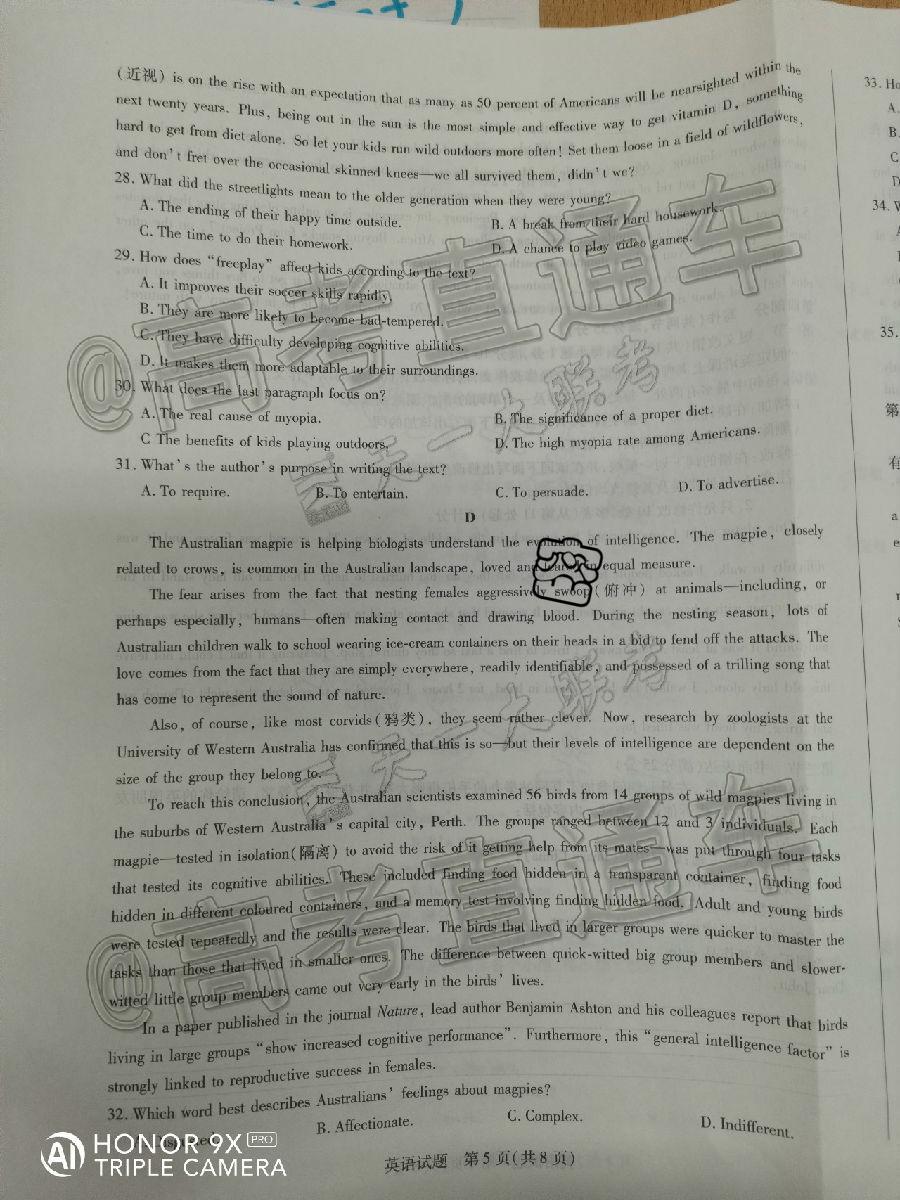 (近视) is on the rise with an expectation that as many as 50 percent of Americans will be nearsighted within the
next twenty years. Plus, being out in the sun is the most simple and effective way to get vitamin D, something
hard to get from diet alone. So let your kids run wild outdoors more often! Set them loose in a field of wildflowers,
and don't fret over the occasional skinned knees—we all survived them, didn't we?
28. What did the streetlights mean to the older generation when they were young?
A. The ending of their happy time outside. B. A break from their hard housework.
C. The time to do their homework. D. A chance to play video games.
29. How does "freeplay" affect kids according to the text?
A. It improves their soccer skills rapidly.
B. They are more likely to become bad-tempered.
C. They have difficulty developing cognitive abilities.
D. It makes them more adaptable to their surroundings.
30. What does the last paragraph focus on?
A. The real cause of myopia. B. The significance of a proper diet.
C The benefits of kids playing outdoors. D. The high myopia rate among Americans.
31. What's the author's purpose in writing the text?
A. To require. B. To entertain. C. To persuade. D. To advertise.
D
The Australian magpie is helping biologists understand the of intelligence. The magpie, closely
related to crows, is common in the Australian landscape, loved equal measure.
The fear arises from the fact that nesting females aggressively swoop(俯冲) at animals—including, or
perhaps especially, humans—often making contact and drawing blood. During the nesting season, lots of
Australian children walk to school wearing ice-cream containers on their heads in a bid to fend off the attacks. The
love comes from the fact that they are simply everywhere, readily identifiable, and possessed of a trilling song that
has come to represent the sound of nature.
Also, of course, like most corvids(鸦类), they seem rather clever. Now, research by zoologists at the
University of Western Australia has confirmed that this is so—but their levels of intelligence are dependent on the
size of the group they belong to.
To reach this conclusion, the Australian scientists examined 56 birds from 14 groups of wild magpies living in
the suburbs of Western Australia's capital city, Perth. The groups ranged between 12 and 3 individuals. Each
magpie—tested in isolation(隔离) to avoid the risk of it getting help from its mates—was put through four tasks
that tested its cognitive abilities. These included finding food hidden in a transparent container, finding food
hidden in different coloured containers, and a memory test involving finding hidden food. Adult and young birds
were tested repeatedly and the results were clear. The birds that lived in larger groups were quicker to master the
tasks than those that lived in smaller ones. The difference between quick-witted big group members and slower-
witted little group members came out very early in the birds' lives.
In a paper published in the journal Nature, lead author Benjamin Ashton and his colleagues report that birds
living in large groups "show increased cognitive performance". Furthermore, this "general intelligence factor" is
strongly linked to reproductive success in females.
32. Which word best describes Australians' feelings about magpies?
B. Affectionate. C. Complex. D. Indifferent.
英语试题 第5页(共8页)
33. Ho
A.
B.
C
D
34. W
A
35.
第
有
a
e
@高考直通车
天一大联考
天一大联考
@高考直通车
AI HONOR 9X PRO
TRIPLE CAMERA